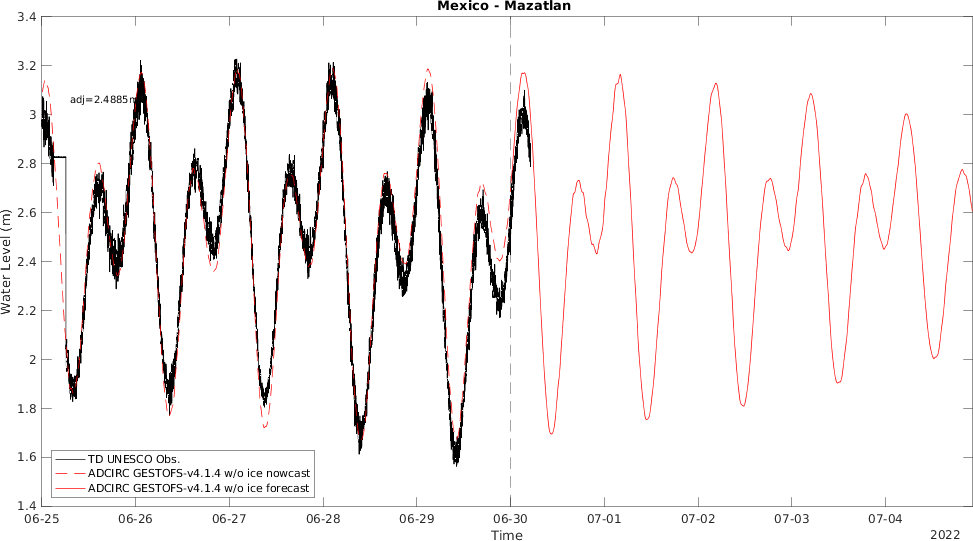 Mexico - Mazatlan
3.4
3.2
3
2.8
2.6
2.4
2.2
2
1.8
1.6
1.4
Water Level (m)
adj=2.4885m
TD UNESCO Obs.
ADCIRC GESTOFS-v4.1.4 w/o ice nowcast
ADCIRC GESTOFS-v4.1.4 w/o ice forecast
06-25 06-26 06-27 06-28 06-29 06-30 07-01 07-02 07-03 07-04
Time
2022